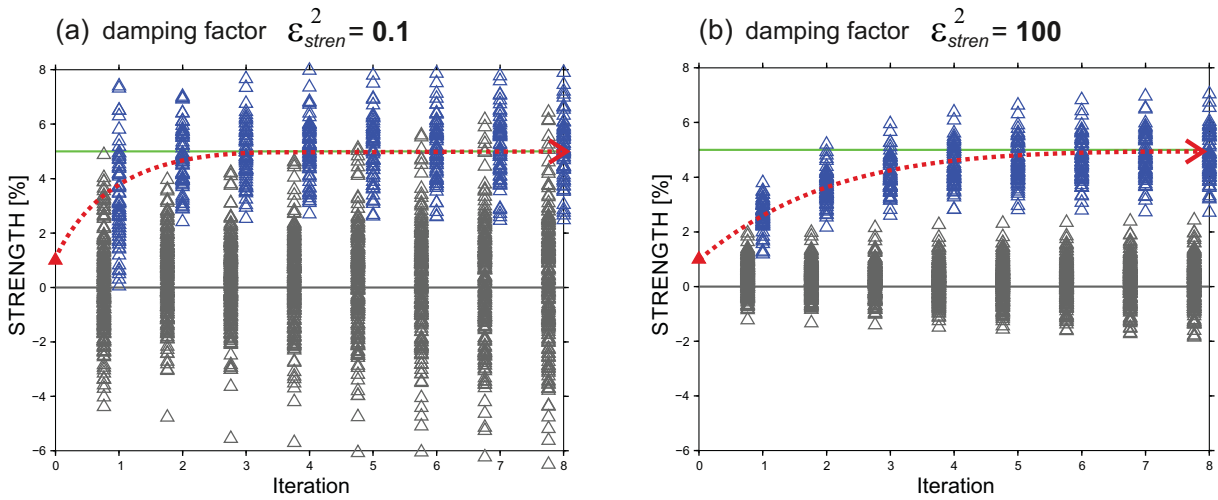 (a) damping factor ε²stren = 0.1
8
6
4
2
0
−2
−4
−6
STRENGTH [%]
0 1 2 3 4 5 6 7 8
Iteration
(b) damping factor ε²stren = 100
8
6
4
2
0
−2
−4
−6
STRENGTH [%]
0 1 2 3 4 5 6 7 8
Iteration